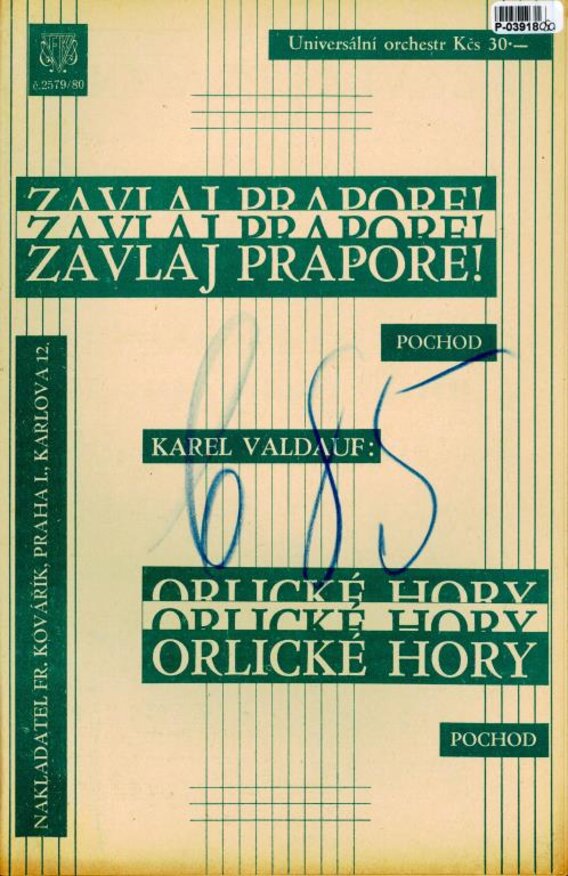 P-03918
Universální orchestr Kčs 30·—
č. 2579/80
ZAVLAJ PRAPORE!
ZAVLAJ PRAPORE!
ZAVLAJ PRAPORE!
POCHOD
685
KAREL VALDAUF:
ORLICKÉ HORY
ORLICKÉ HORY
ORLICKÉ HORY
POCHOD
NAKLADATEL FR. KOVÁŘÍK, PRAHA I., KARLOVA 12.